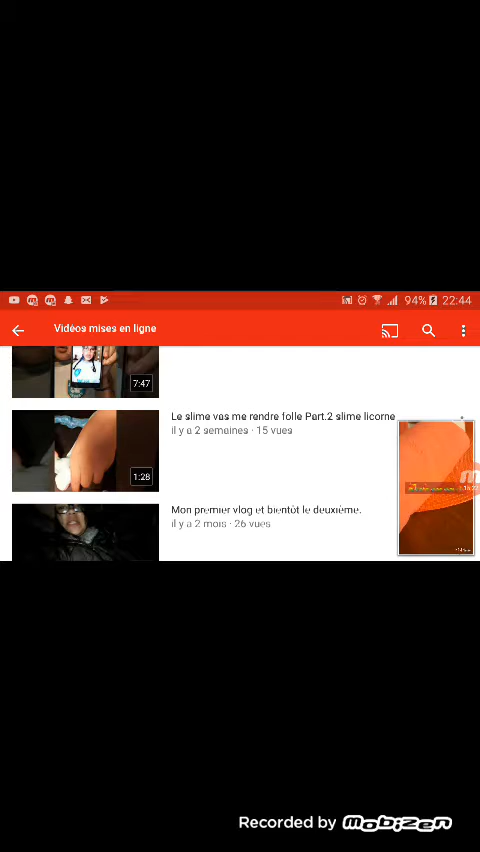 94% 22:44
Vidéos mises en ligne
7:47
Le slime vas me rendre folle Part.2 slime licorne
il y a 2 semaines · 15 vues
1:28
Mon premier vlog et bientôt le deuxième.
il y a 2 mois · 26 vues
Recorded by mobizen